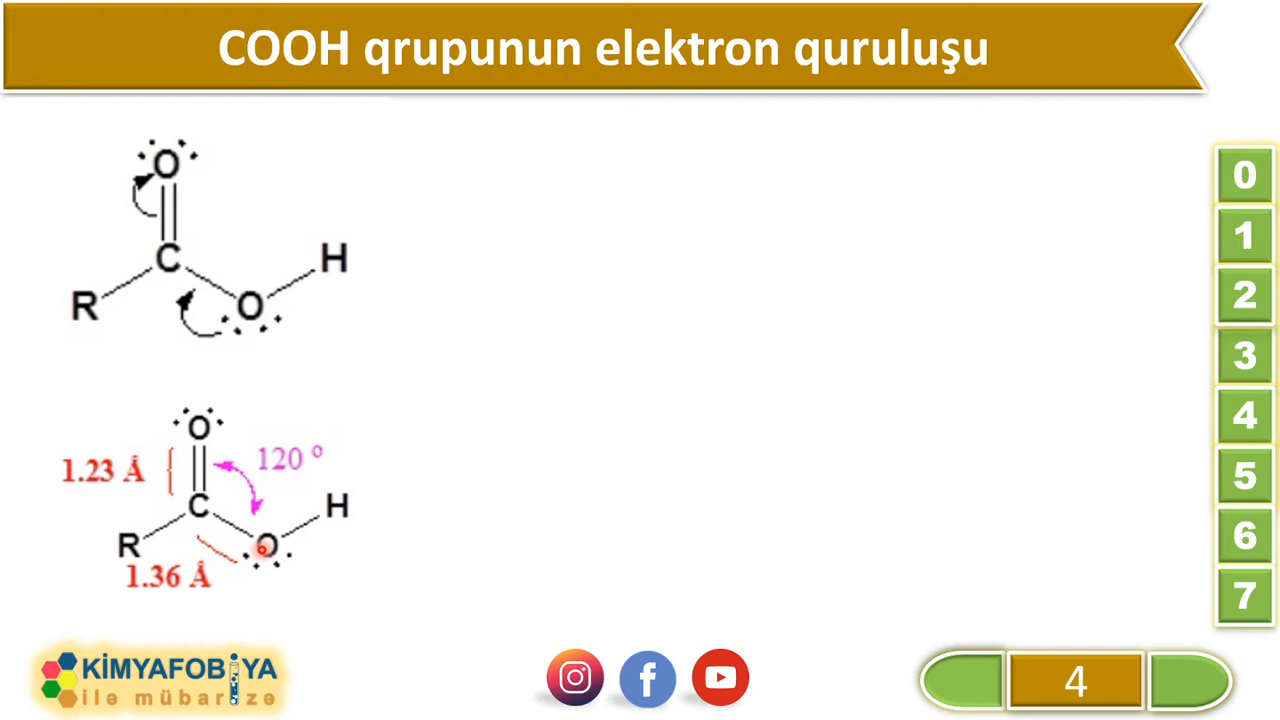 COOH qrupunun elektron quruluşu
O
C
H
R
O
O
1.23 Å
120 °
C
H
R
O
1.36 Å
0
1
2
3
4
5
6
7
KİMYAFOBİYA
ilə mübarizə
4